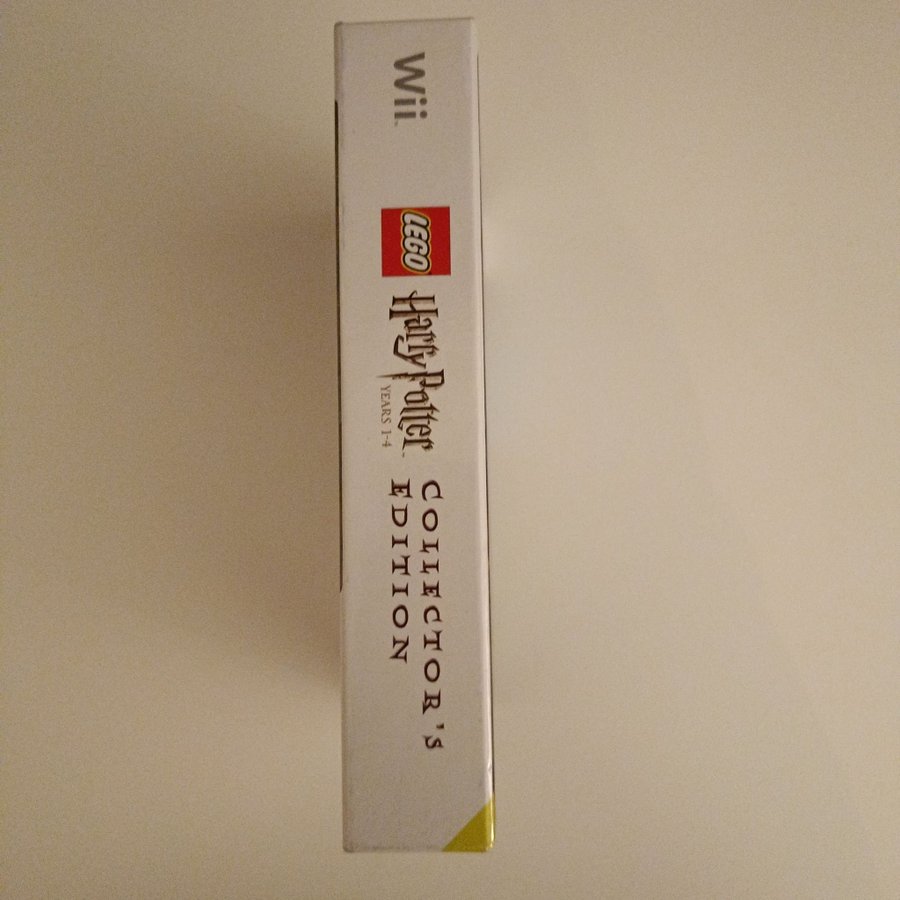 Wii
LEGO
Harry Potter
YEARS 1-4
COLLECTOR'S
EDITION